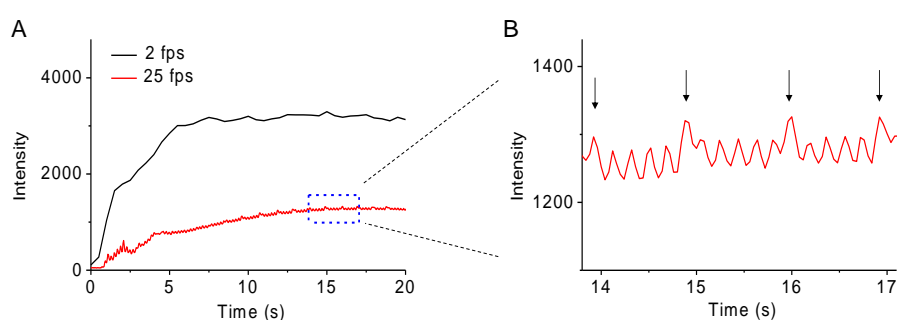 A
2 fps
25 fps
4000
2000
0
Intensity
0 5 10 15 20
Time (s)
B
1400
1200
Intensity
14 15 16 17
Time (s)